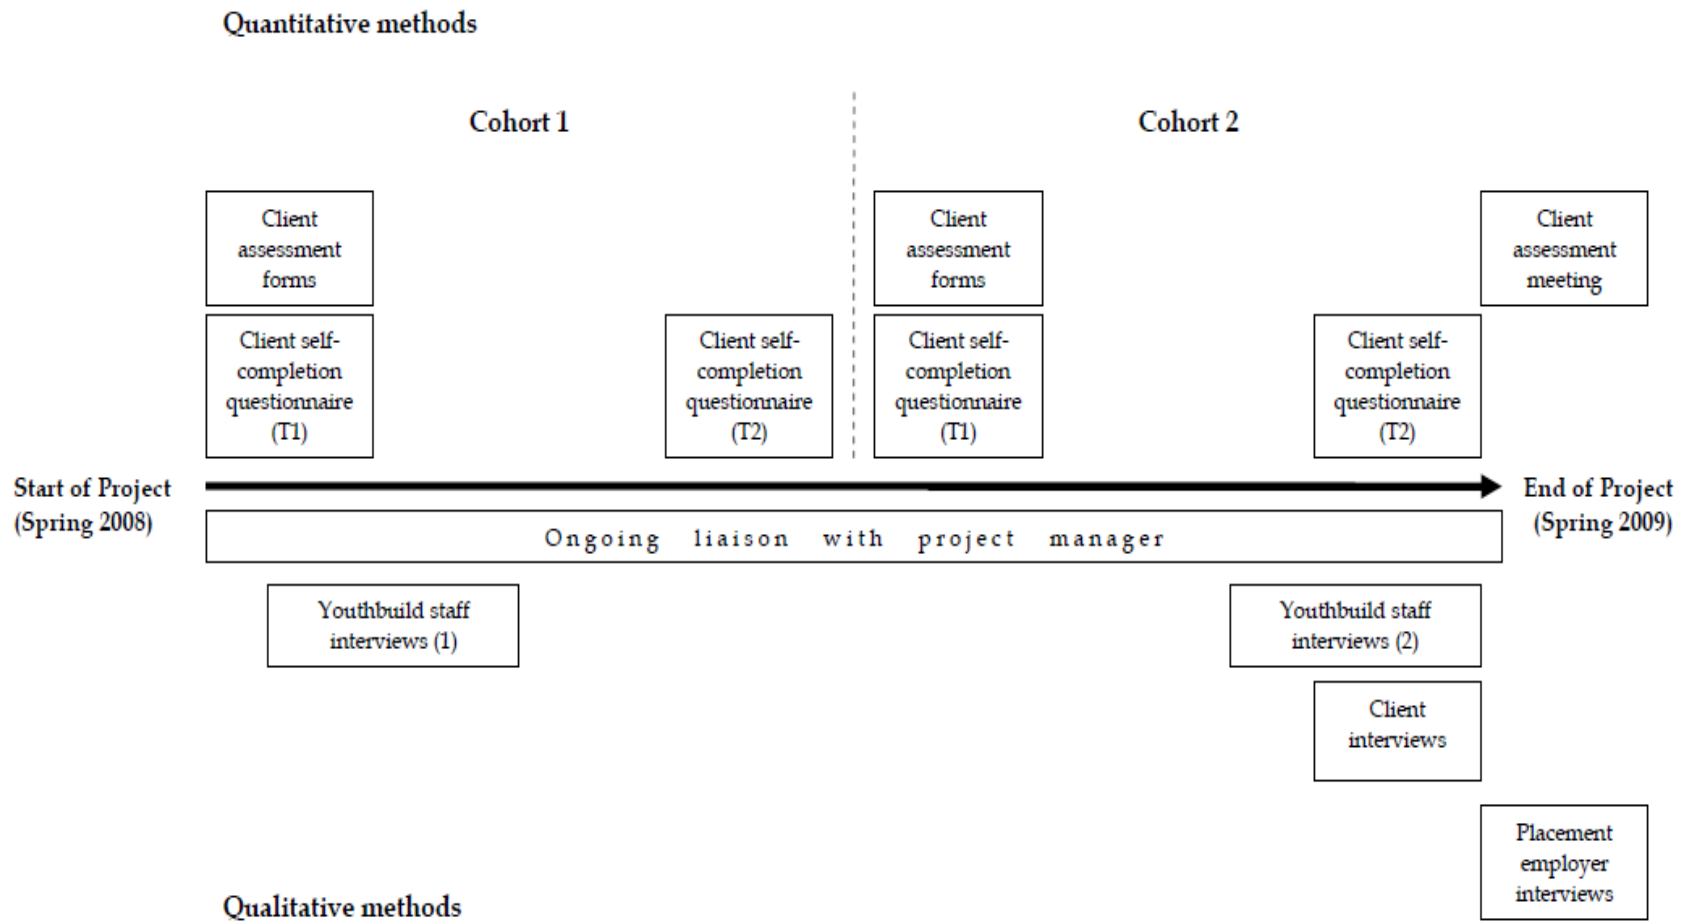 Quantitative methods
Cohort 1
Cohort 2
Client
assessment
forms
Client
assessment
forms
Client
assessment
meeting
Client self-
completion
questionnaire
(T1)
Client self-
completion
questionnaire
(T2)
Client self-
completion
questionnaire
(T1)
Client self-
completion
questionnaire
(T2)
Start of Project
(Spring 2008)
End of Project
(Spring 2009)
Ongoing liaison with project manager
Youthbuild staff
interviews (1)
Youthbuild staff
interviews (2)
Client
interviews
Placement
employer
interviews
Qualitative methods